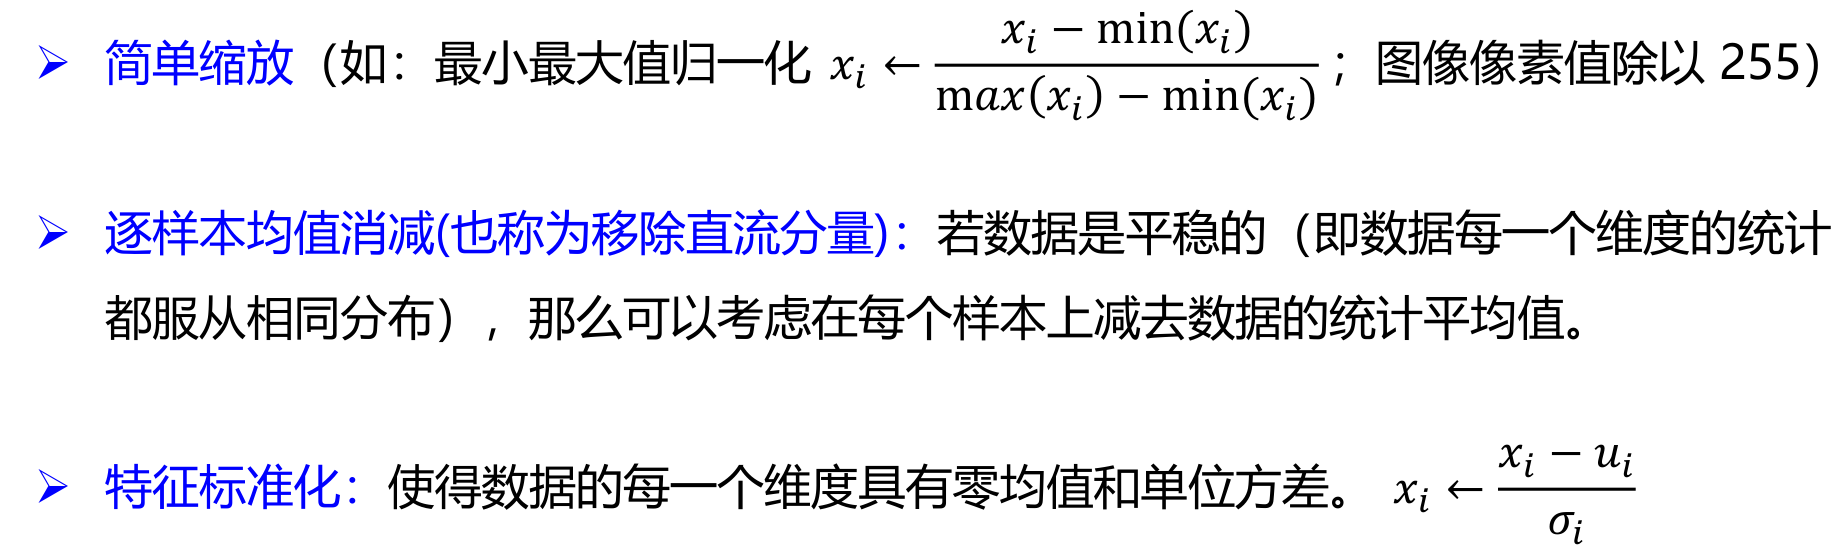 ➢ 简单缩放（如：最小最大值归一化 $x_i \leftarrow \frac{x_i - \min(x_i)}{\mathrm{m}ax(x_i) - \min(x_i)}$；图像像素值除以 255）
➢ 逐样本均值消减(也称为移除直流分量)：若数据是平稳的（即数据每一个维度的统计
都服从相同分布），那么可以考虑在每个样本上减去数据的统计平均值。
➢ 特征标准化：使得数据的每一个维度具有零均值和单位方差。 $x_i \leftarrow \frac{x_i - u_i}{\sigma_i}$